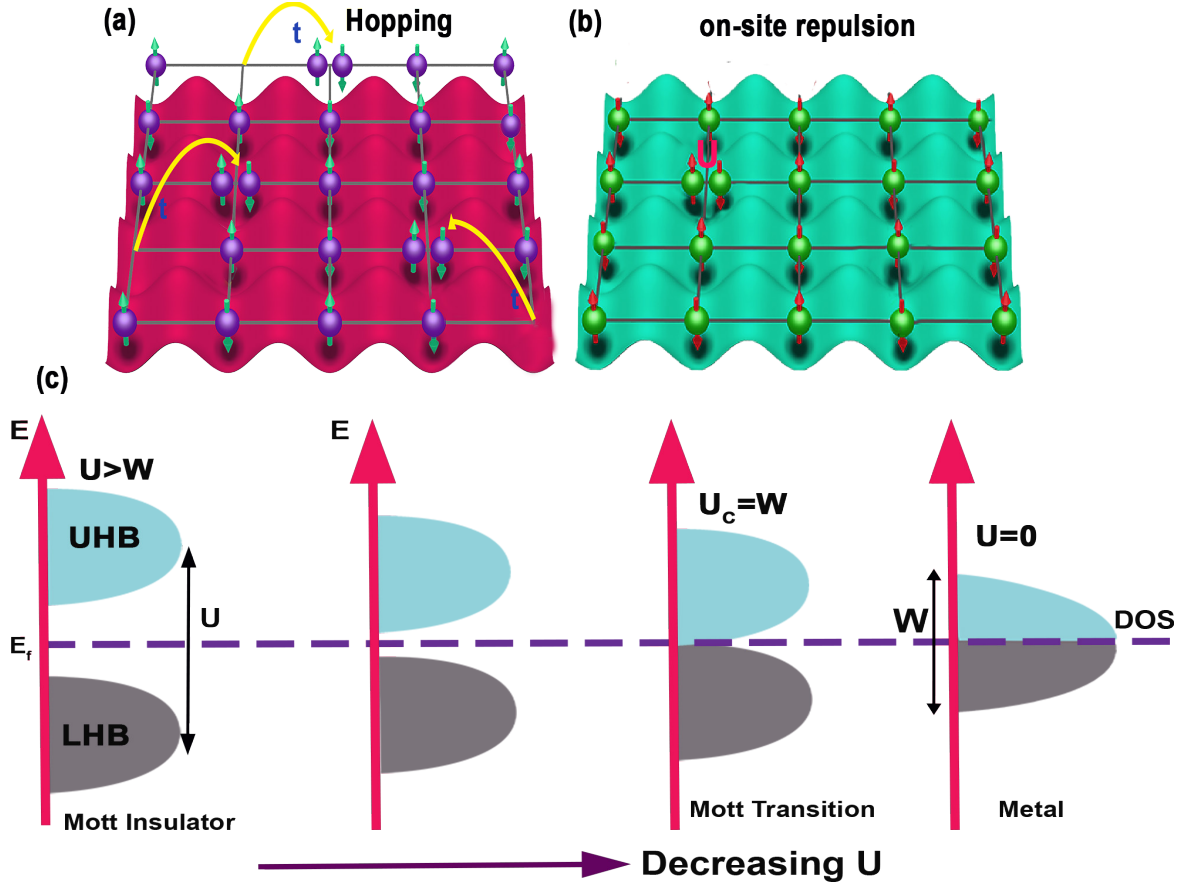 (a)
Hopping
t
t
t
(b)
on-site repulsion
U
(c)
E
U>W
UHB
U
E_f
LHB
Mott Insulator
E
U_c=W
Mott Transition
U=0
W
DOS
Metal
Decreasing U